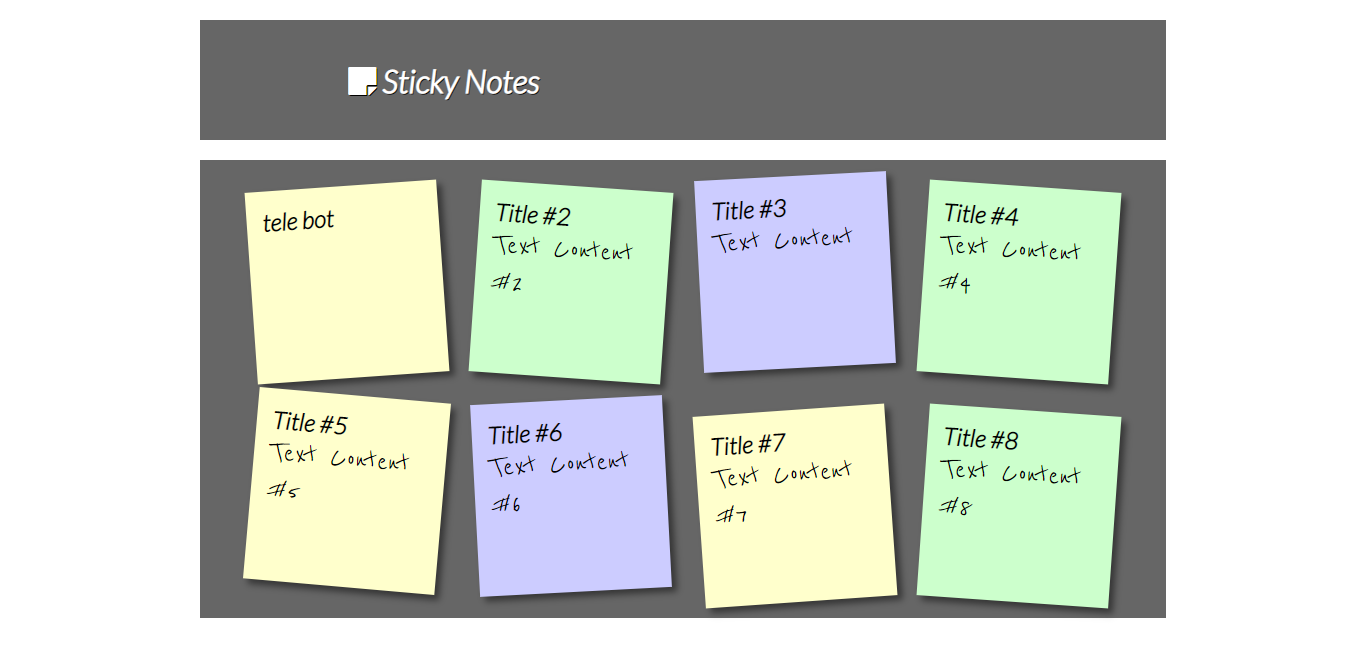 Sticky Notes
tele bot
Title #2
Text Content
#2
Title #3
Text Content
Title #4
Text Content
#4
Title #5
Text Content
#5
Title #6
Text Content
#6
Title #7
Text Content
#7
Title #8
Text Content
#8